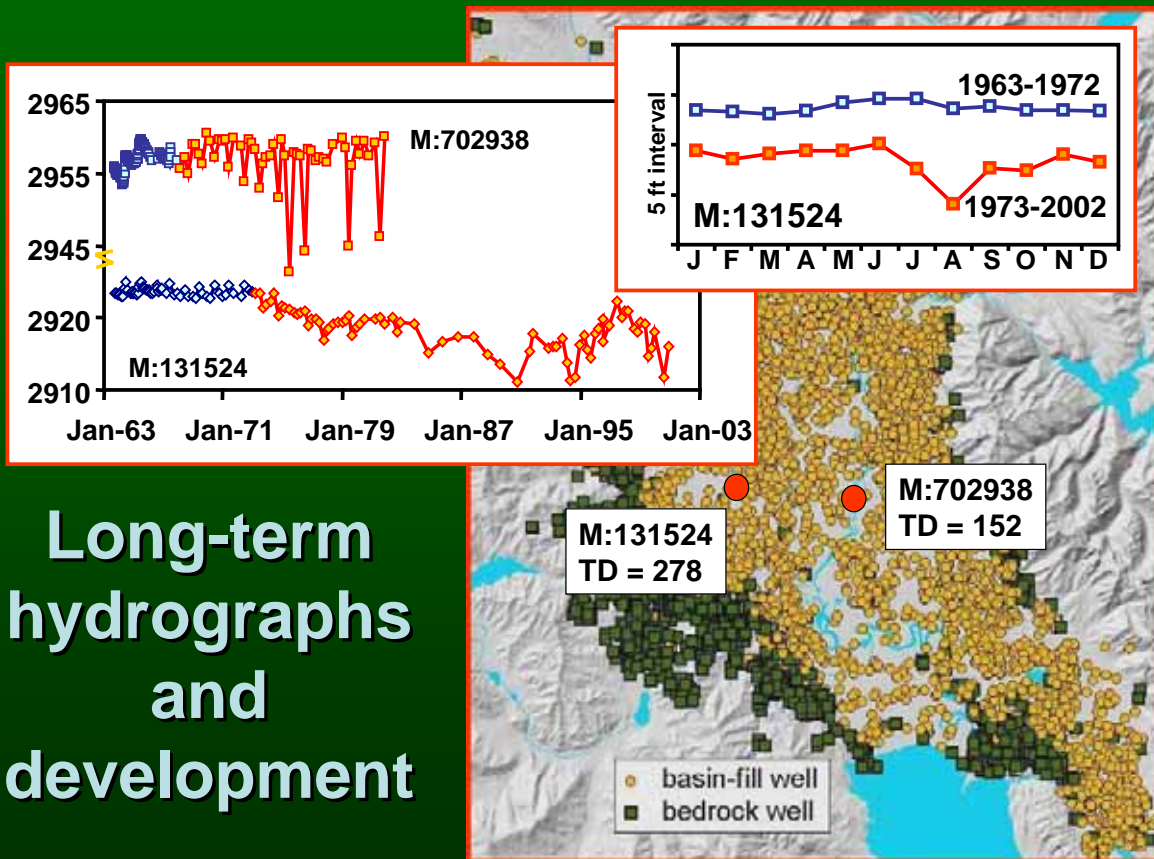 2965
2955
2945
2920
2910
M:702938
M:131524
Jan-63 Jan-71 Jan-79 Jan-87 Jan-95 Jan-03
5 ft interval
1963-1972
1973-2002
M:131524
J F M A M J J A S O N D
M:131524
TD = 278
M:702938
TD = 152
Long-term
hydrographs
and
development
basin-fill well
bedrock well